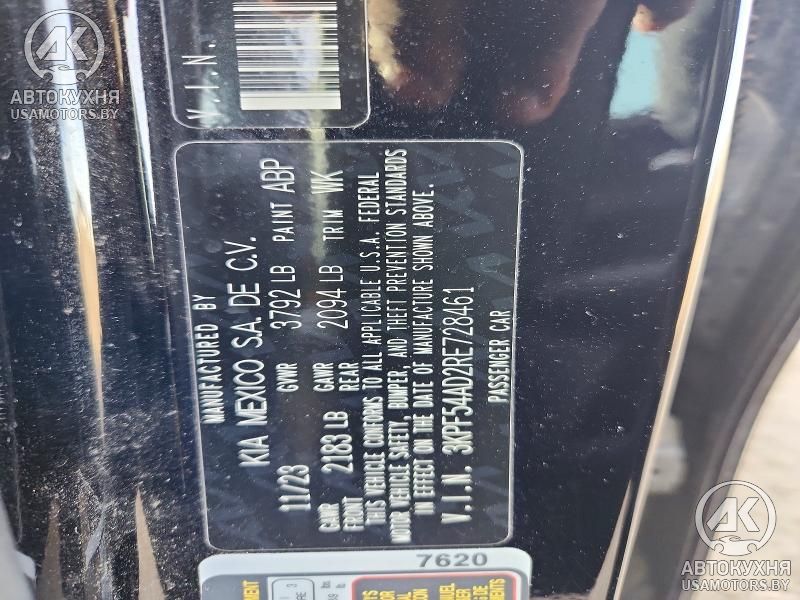 АВТОКУХНЯ
USAMOTORS.BY
V.I.N.
MANUFACTURED BY
KIA MEXICO S.A. DE C.V.
11/23 GVWR 3792 LB PAINT ABP
GAWR FRONT 2183 LB GAWR REAR 2094 LB TRIM WK
THIS VEHICLE CONFORMS TO ALL APPLICABLE U.S.A. FEDERAL
MOTOR VEHICLE SAFETY, BUMPER, AND THEFT PREVENTION STANDARDS
IN EFFECT ON THE DATE OF MANUFACTURE SHOWN ABOVE.
V.I.N. 3KPF54AD2RE728461
PASSENGER CAR
7620
АВТОКУХНЯ
USAMOTORS.BY